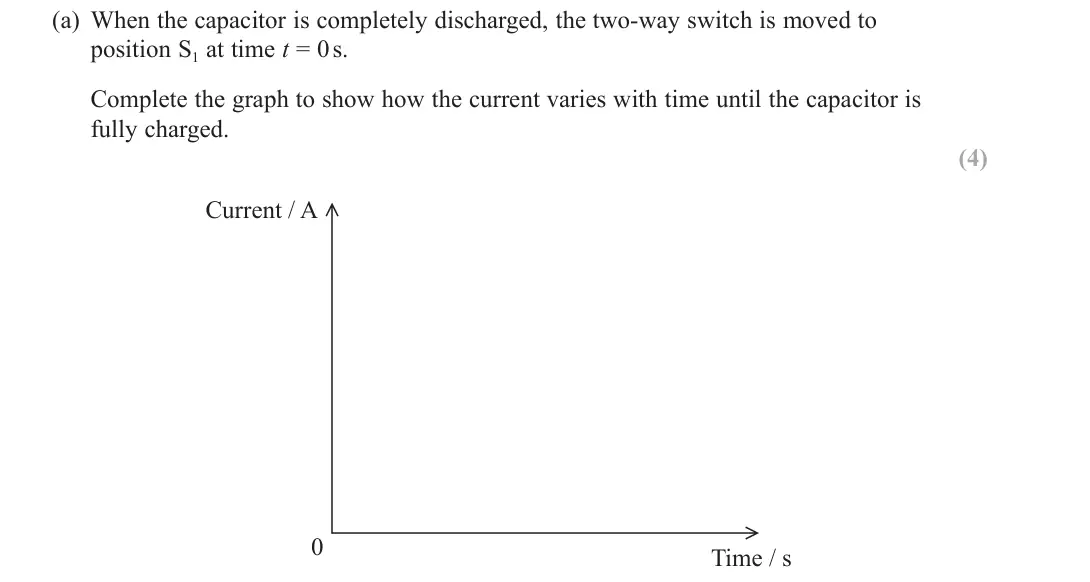 (a) When the capacitor is completely discharged, the two-way switch is moved to
position S₁ at time t = 0 s.
Complete the graph to show how the current varies with time until the capacitor is
fully charged.
(4)
Current / A
0
Time / s